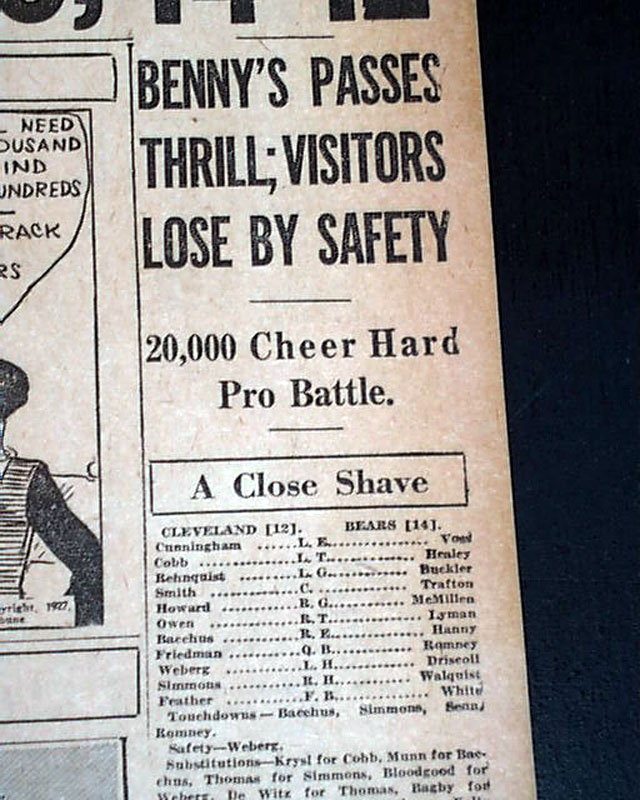 NEED
OUSAND
IND
UNDREDS
RACK
RS
yright, 1927,
bune
BENNY'S PASSES
THRILL; VISITORS
LOSE BY SAFETY
20,000 Cheer Hard
Pro Battle.
A Close Shave
CLEVELAND [12]. BEARS [14].
Cunningham ......L. E................ Voss
Cobb ..............L. T................ Healey
Rehnquist ........L. G............... Buckler
Smith .............. C. ................ Trafton
Howard ............R. G............. McMillen
Owen ..............R. T............... Lyman
Bacchus ..........R. E............... Hanny
Friedman ..........Q. B.............. Romney
Weberg ............L. H............. Driscoll
Simmons ..........R. H............. Walquist
Feather ............F. B.............. White
Touchdowns—Bacchus, Simmons, Senn,
Romney.
Safety—Weberg.
Substitutions—Krysl for Cobb, Munn for Bac-
chus, Thomas for Simmons, Bloodgood for
Weberg, De Witz for Thomas, Bagby for